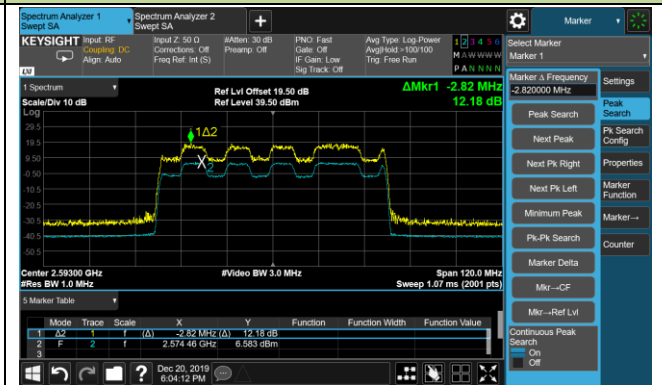 Spectrum Analyzer 1
Swept SA
Spectrum Analyzer 2
Swept SA
+
Marker
KEYSIGHT
Input: RF
Coupling: DC
Align: Auto
Input Z: 50 Ω
Corrections: Off
Freq Ref: Int (S)
#Atten: 30 dB
Preamp: Off
PNO: Fast
Gate: Off
IF Gain: Low
Sig Track: Off
Avg Type: Log-Power
Avg|Hold:>100/100
Trig: Free Run
1 2 3 4 5 6
M A W W W W
P A N N N N
LXI
Select Marker
Marker 1
1 Spectrum
Scale/Div 10 dB
Ref Lvl Offset 19.50 dB
Ref Level 39.50 dBm
ΔMkr1 -2.82 MHz
12.18 dB
Log
29.5
19.5
9.50
-0.50
-10.5
-20.5
-30.5
-40.5
-50.5
1Δ2
X2
Center 2.59300 GHz
#Res BW 1.0 MHz
#Video BW 3.0 MHz
Span 120.0 MHz
Sweep 1.07 ms (2001 pts)
5 Marker Table
Mode Trace Scale X Y Function Function Width Function Value
1 Δ2 1 f (Δ) -2.82 MHz (Δ) 12.18 dB
2 F 2 f 2.574 46 GHz 6.583 dBm
3
Marker Δ Frequency
-2.820000 MHz
Peak Search
Next Peak
Next Pk Right
Next Pk Left
Minimum Peak
Pk-Pk Search
Marker Delta
Mkr→CF
Mkr→Ref Lvl
Continuous Peak
Search
On
Off
Settings
Peak
Search
Pk Search
Config
Properties
Marker
Function
Marker→
Counter
?
Dec 20, 2019
6:04:12 PM